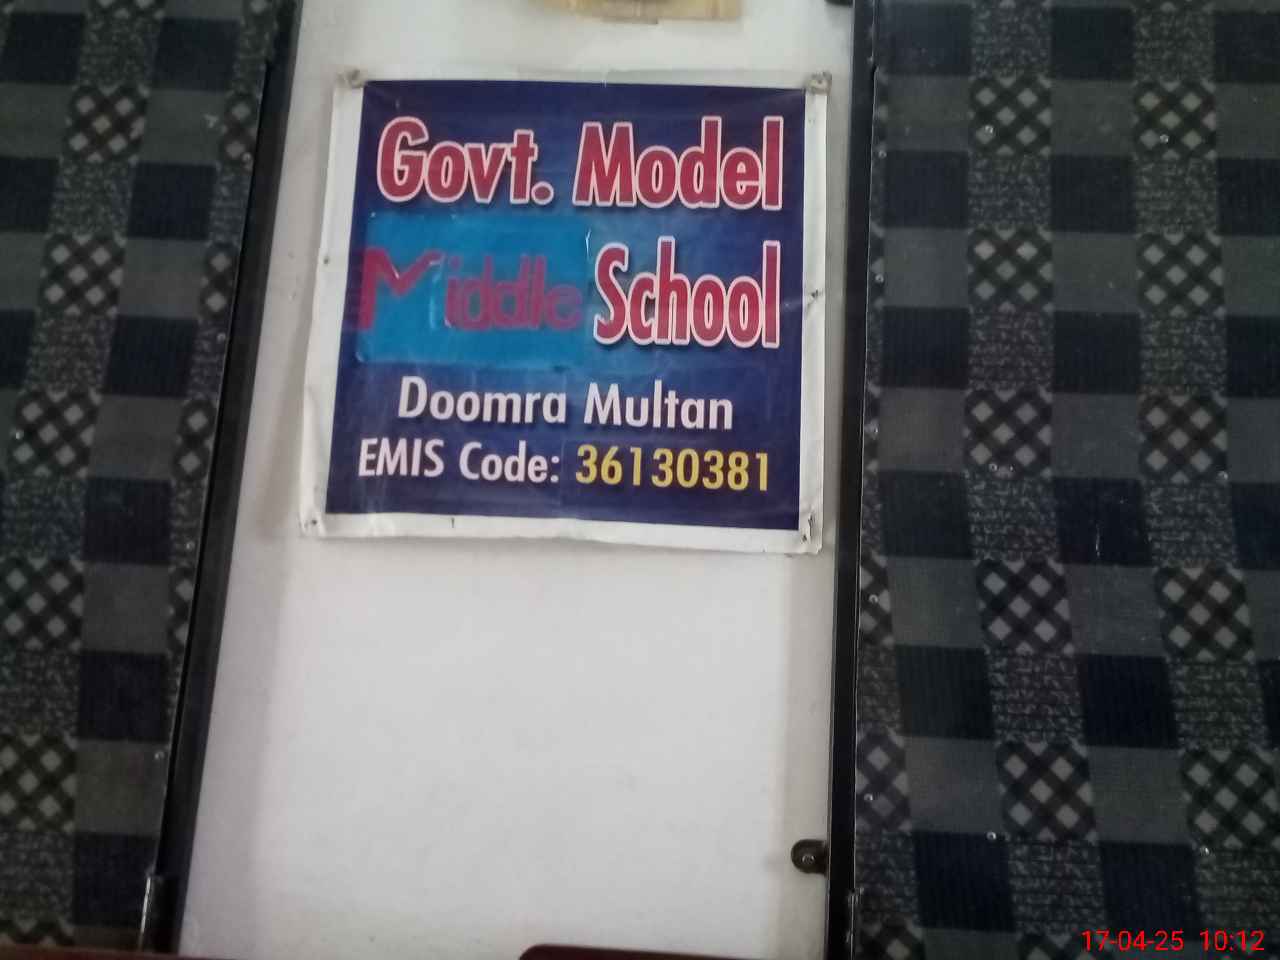 Govt. Model
Middle School
Doomra Multan
EMIS Code: 36130381
17-04-25 10:12